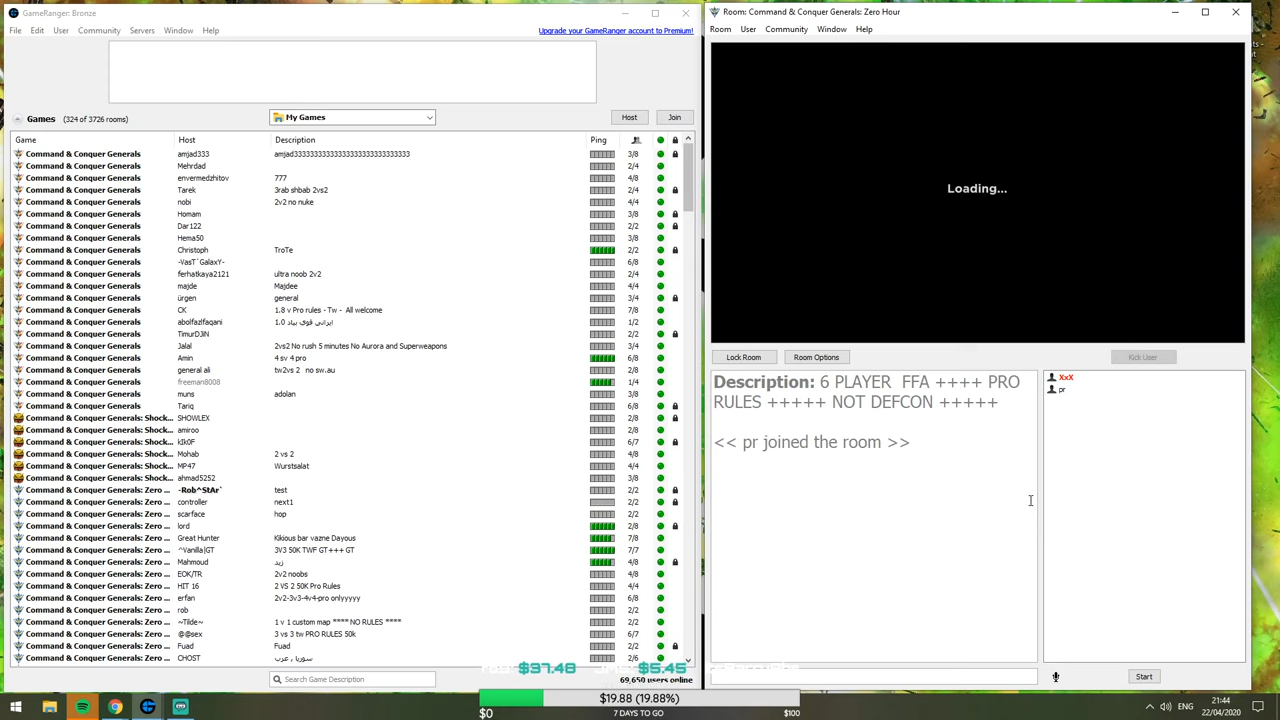 GameRanger: Bronze
File Edit User Community Servers Window Help
Upgrade your GameRanger account to Premium!
Games (324 of 3726 rooms)
My Games
Host Join
Game Host Description Ping
Command & Conquer Generals amjad333 amjad33333333333333333333333333 3/8
Command & Conquer Generals Mehrdad 2/4
Command & Conquer Generals envermedzhitov 777 4/8
Command & Conquer Generals Tarek 3rab shbab 2vs2 2/4
Command & Conquer Generals nobi 2v2 no nuke 4/4
Command & Conquer Generals Homam 3/8
Command & Conquer Generals Dar122 2/2
Command & Conquer Generals Hema50 3/8
Command & Conquer Generals Christoph TroTe 2/2
Command & Conquer Generals -VasT`GalaxY- 6/8
Command & Conquer Generals ferhatkaya2121 ultra noob 2v2 2/4
Command & Conquer Generals majde Majdee 4/4
Command & Conquer Generals ürgen general 3/4
Command & Conquer Generals CK 1.8 v Pro rules - Tw - All welcome 7/8
Command & Conquer Generals abolfazlfaqani ایرانی قوی بیاد 1.0 1/2
Command & Conquer Generals TimurDJiN 2/2
Command & Conquer Generals Jalal 2vs2 No rush 5 minutes No Aurora and Superweapons 2/4
Command & Conquer Generals Amin 4 sv 4 pro 6/8
Command & Conquer Generals general ali tw2vs 2 no sw.au 4/4
Command & Conquer Generals freeman8008 1/4
Command & Conquer Generals muns adolan 3/4
Command & Conquer Generals Tariq 6/8
Command & Conquer Generals: Shock... SHOWLEX 2/8
Command & Conquer Generals: Shock... amiroo 2/8
Command & Conquer Generals: Shock... kIk0F 6/7
Command & Conquer Generals: Shock... Mohab 2 vs 2 4/4
Command & Conquer Generals: Shock... MP47 Wurstsalat 4/4
Command & Conquer Generals: Shock... ahmad5252 3/8
Command & Conquer Generals: Zero ... -Rob^StAr` test 2/2
Command & Conquer Generals: Zero ... controller next1 2/2
Command & Conquer Generals: Zero ... scarface hop 2/2
Command & Conquer Generals: Zero ... lord 2/8
Command & Conquer Generals: Zero ... Great Hunter Kikious bar vazne Dayous 7/8
Command & Conquer Generals: Zero ... ^Vanilla|GT 3V3 50K TWF GT+++ GT 7/7
Command & Conquer Generals: Zero ... Mahmoud زيد 4/8
Command & Conquer Generals: Zero ... EOK/TR 2v2 noobs 4/8
Command & Conquer Generals: Zero ... HIT 16 2 VS 2 50K Pro Rules 4/4
Command & Conquer Generals: Zero ... erfan 2v2-3v3-4v4-pro onlyyyyy 6/8
Command & Conquer Generals: Zero ... rob 2/2
Command & Conquer Generals: Zero ... ~Tilde~ 1 v 1 custom map **** NO RULES **** 2/2
Command & Conquer Generals: Zero ... @@sex 3 vs 3 tw PRO RULES 50k 6/7
Command & Conquer Generals: Zero ... Fuad Fuad 2/2
Command & Conquer Generals: Zero ... CHOST سوريا , عرب 2/6
Search Game Description
69,650 users online
Room: Command & Conquer Generals: Zero Hour
Room User Community Window Help
Loading...
Lock Room Room Options Kick User
Description: 6 PLAYER FFA ++++ PRO
RULES +++++ NOT DEFCON +++++
<< pr joined the room >>
XxX
pr
Start
$37.48 $5.45
$19.88 (19.88%)
$0 7 DAYS TO GO $100
ENG
21:44
22/04/2020